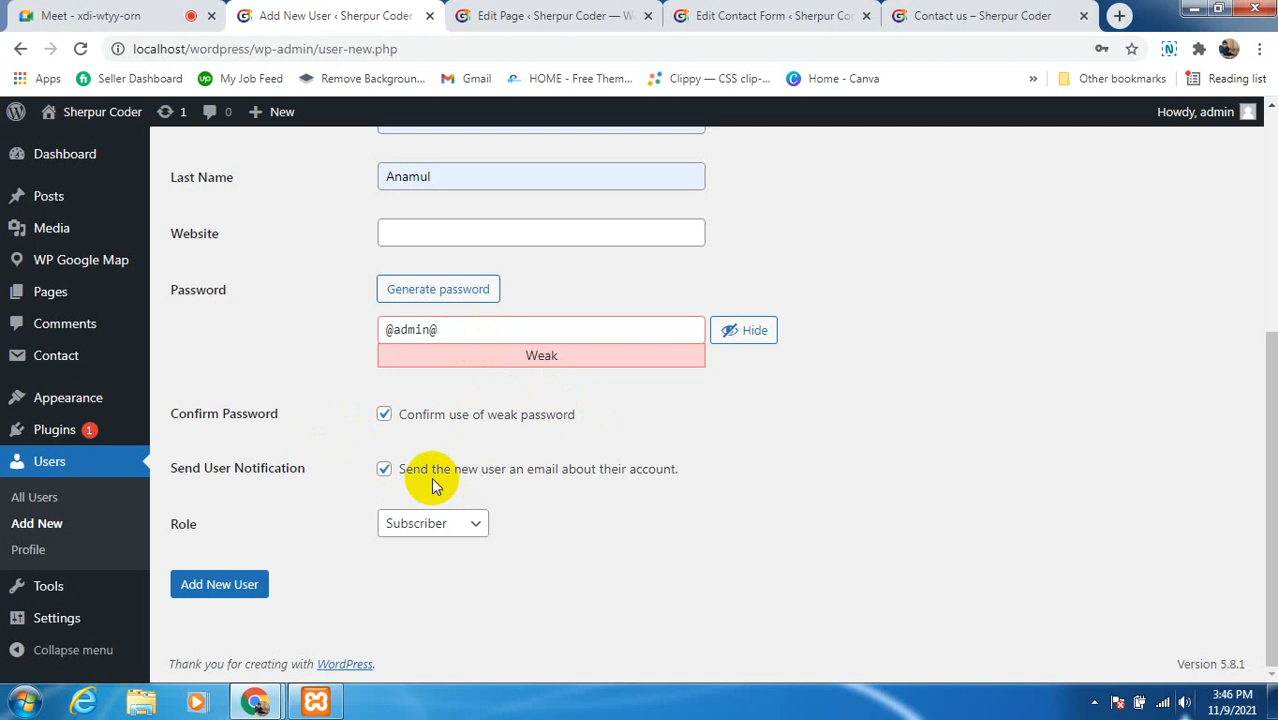 Meet - xdi-wtyy-orn
Add New User ‹ Sherpur Coder
Edit Page ‹ Sherpur Coder — W
Edit Contact Form ‹ Sherpur Cod
Contact us – Sherpur Coder
localhost/wordpress/wp-admin/user-new.php
Apps
Seller Dashboard
My Job Feed
Remove Backgroun...
Gmail
HOME - Free Them...
Clippy — CSS clip-...
Home - Canva
»
Other bookmarks
Reading list
Sherpur Coder
1
0
New
Howdy, admin
Dashboard
Posts
Media
WP Google Map
Pages
Comments
Contact
Appearance
Plugins 1
Users
All Users
Add New
Profile
Tools
Settings
Collapse menu
Last Name
Anamul
Website
Password
Generate password
@admin@
Hide
Weak
Confirm Password
Confirm use of weak password
Send User Notification
Send the new user an email about their account.
Role
Subscriber
Add New User
Thank you for creating with WordPress.
Version 5.8.1
3:46 PM
11/9/2021